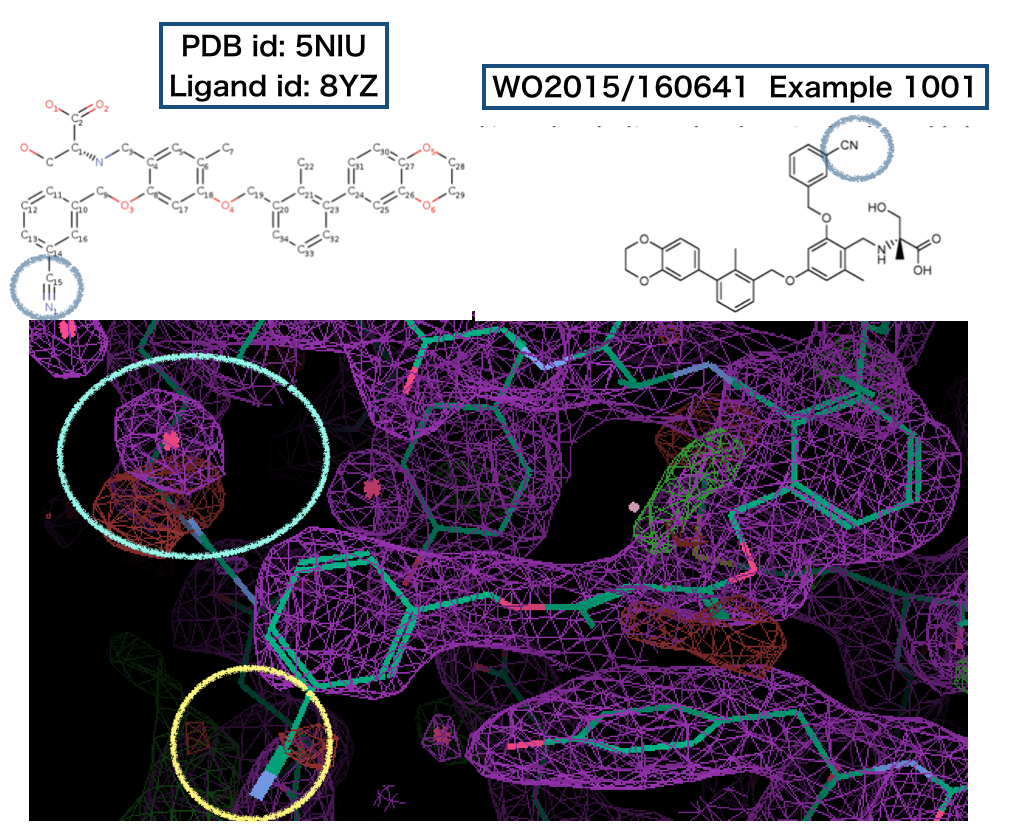 PDB id: 5NIU
Ligand id: 8YZ
WO2015/160641 Example 1001
O1
O2
C2
O
C
C1
N
C3
C4
C5
C6
C7
C11
C9
O3
C17
C18
O4
C19
C12
C10
C13
C16
C14
C15
N1
C22
C31
C30
C27
O5
C28
C21
C24
C20
C23
C25
C26
O6
C29
C34
C32
C33
CN
O
HO
O
N
H
OH
O
O
O